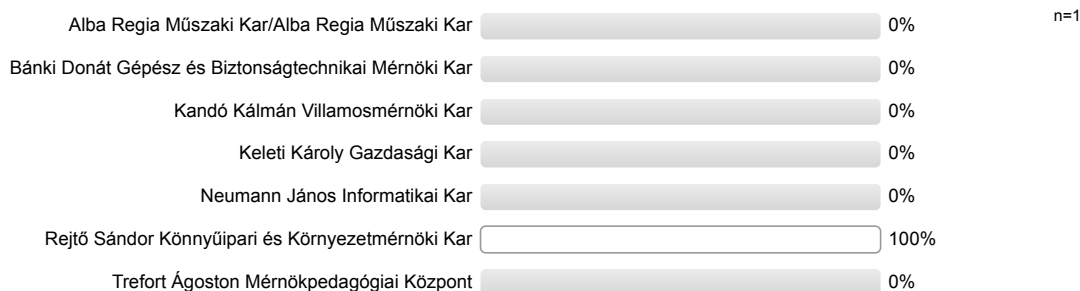 Alba Regia Műszaki Kar/Alba Regia Műszaki Kar 0% n=1
Bánki Donát Gépész és Biztonságtechnikai Mérnöki Kar 0%
Kandó Kálmán Villamosmérnöki Kar 0%
Keleti Károly Gazdasági Kar 0%
Neumann János Informatikai Kar 0%
Rejtő Sándor Könnyűipari és Környezetmérnöki Kar 100%
Trefort Ágoston Mérnökpedagógiai Központ 0%